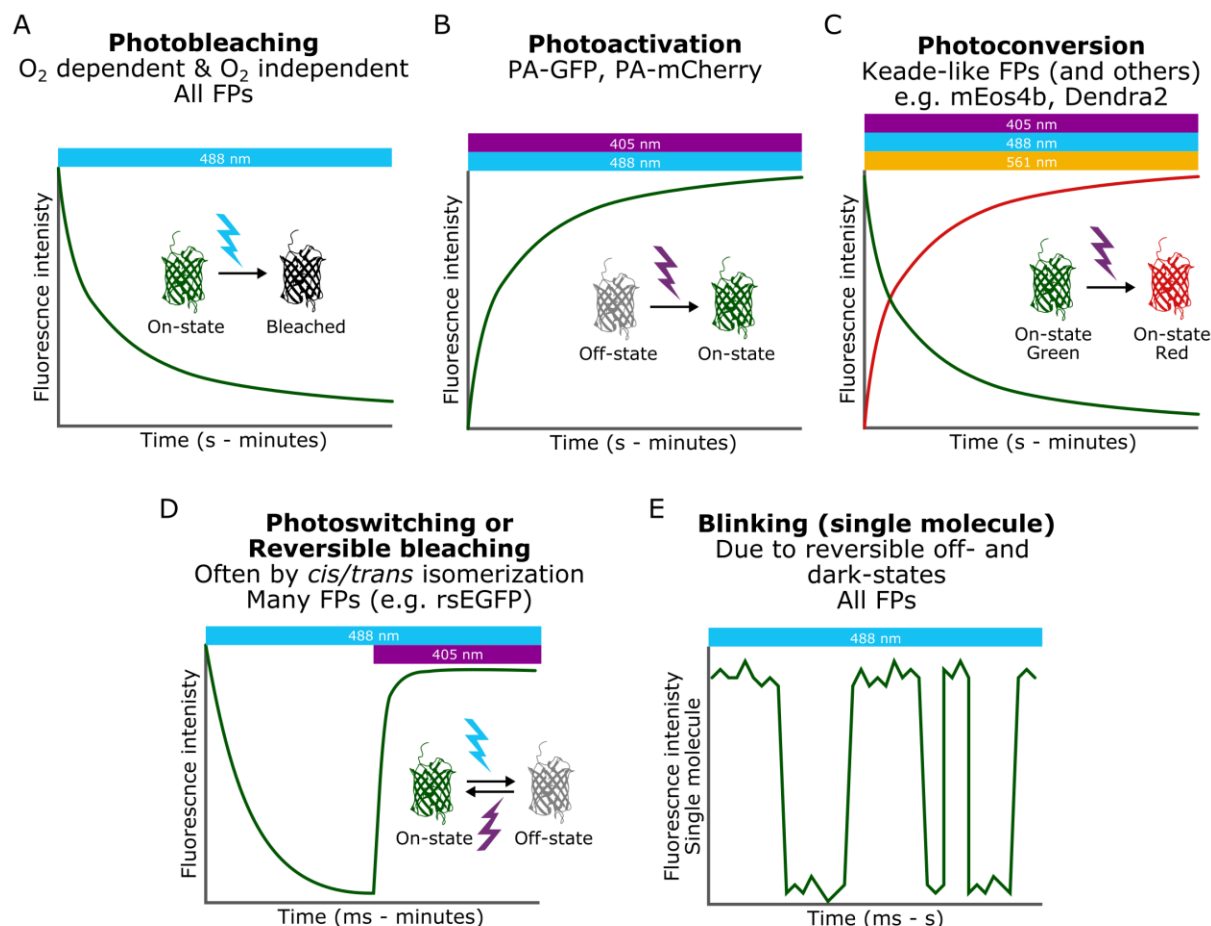 A
Photobleaching
O₂ dependent & O₂ independent
All FPs
488 nm
Fluorescnce intenisty
On-state
Bleached
Time (s - minutes)
B
Photoactivation
PA-GFP, PA-mCherry
405 nm
488 nm
Fluorescnce intenisty
Off-state
On-state
Time (s - minutes)
C
Photoconversion
Keade-like FPs (and others)
e.g. mEos4b, Dendra2
405 nm
488 nm
561 nm
Fluorescnce intenisty
On-state
Green
On-state
Red
Time (s - minutes)
D
Photoswitching or
Reversible bleaching
Often by cis/trans isomerization
Many FPs (e.g. rsEGFP)
488 nm
405 nm
Fluorescnce intenisty
On-state
Off-state
Time (ms - minutes)
E
Blinking (single molecule)
Due to reversible off- and
dark-states
All FPs
488 nm
Fluorescnce intenisty
Single molecule
Time (ms - s)